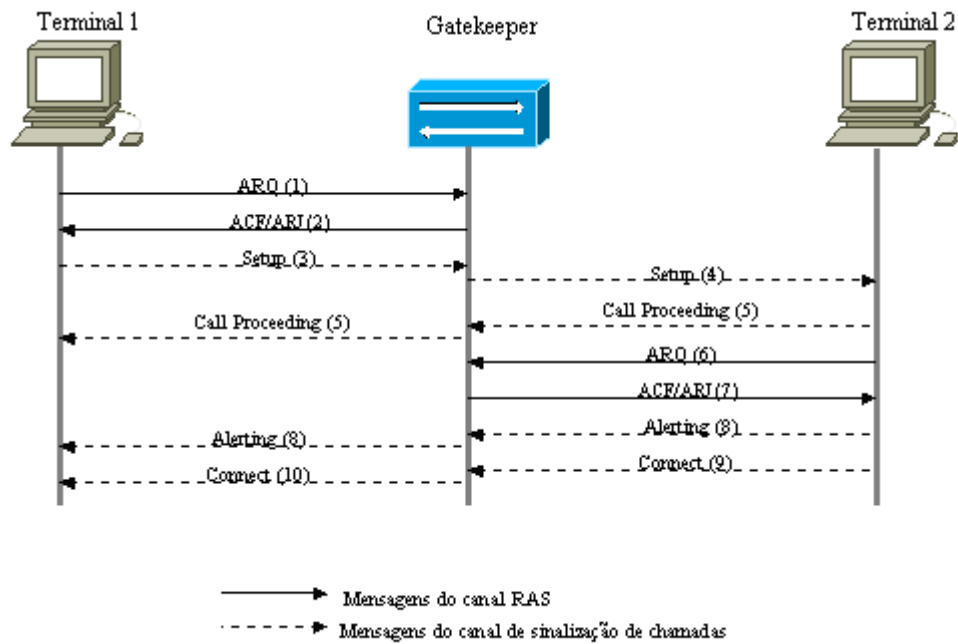 Terminal 1
Gatekeeper
Terminal 2
ARQ (1)
ACF/ARJ (2)
Setup (3)
Setup (4)
Call Proceeding (5)
Call Proceeding (5)
ARQ (6)
ACF/ARJ (7)
Alerting (8)
Alerting (8)
Connect (9)
Connect (10)
Mensagens do canal RAS
Mensagens do canal de sinalização de chamadas